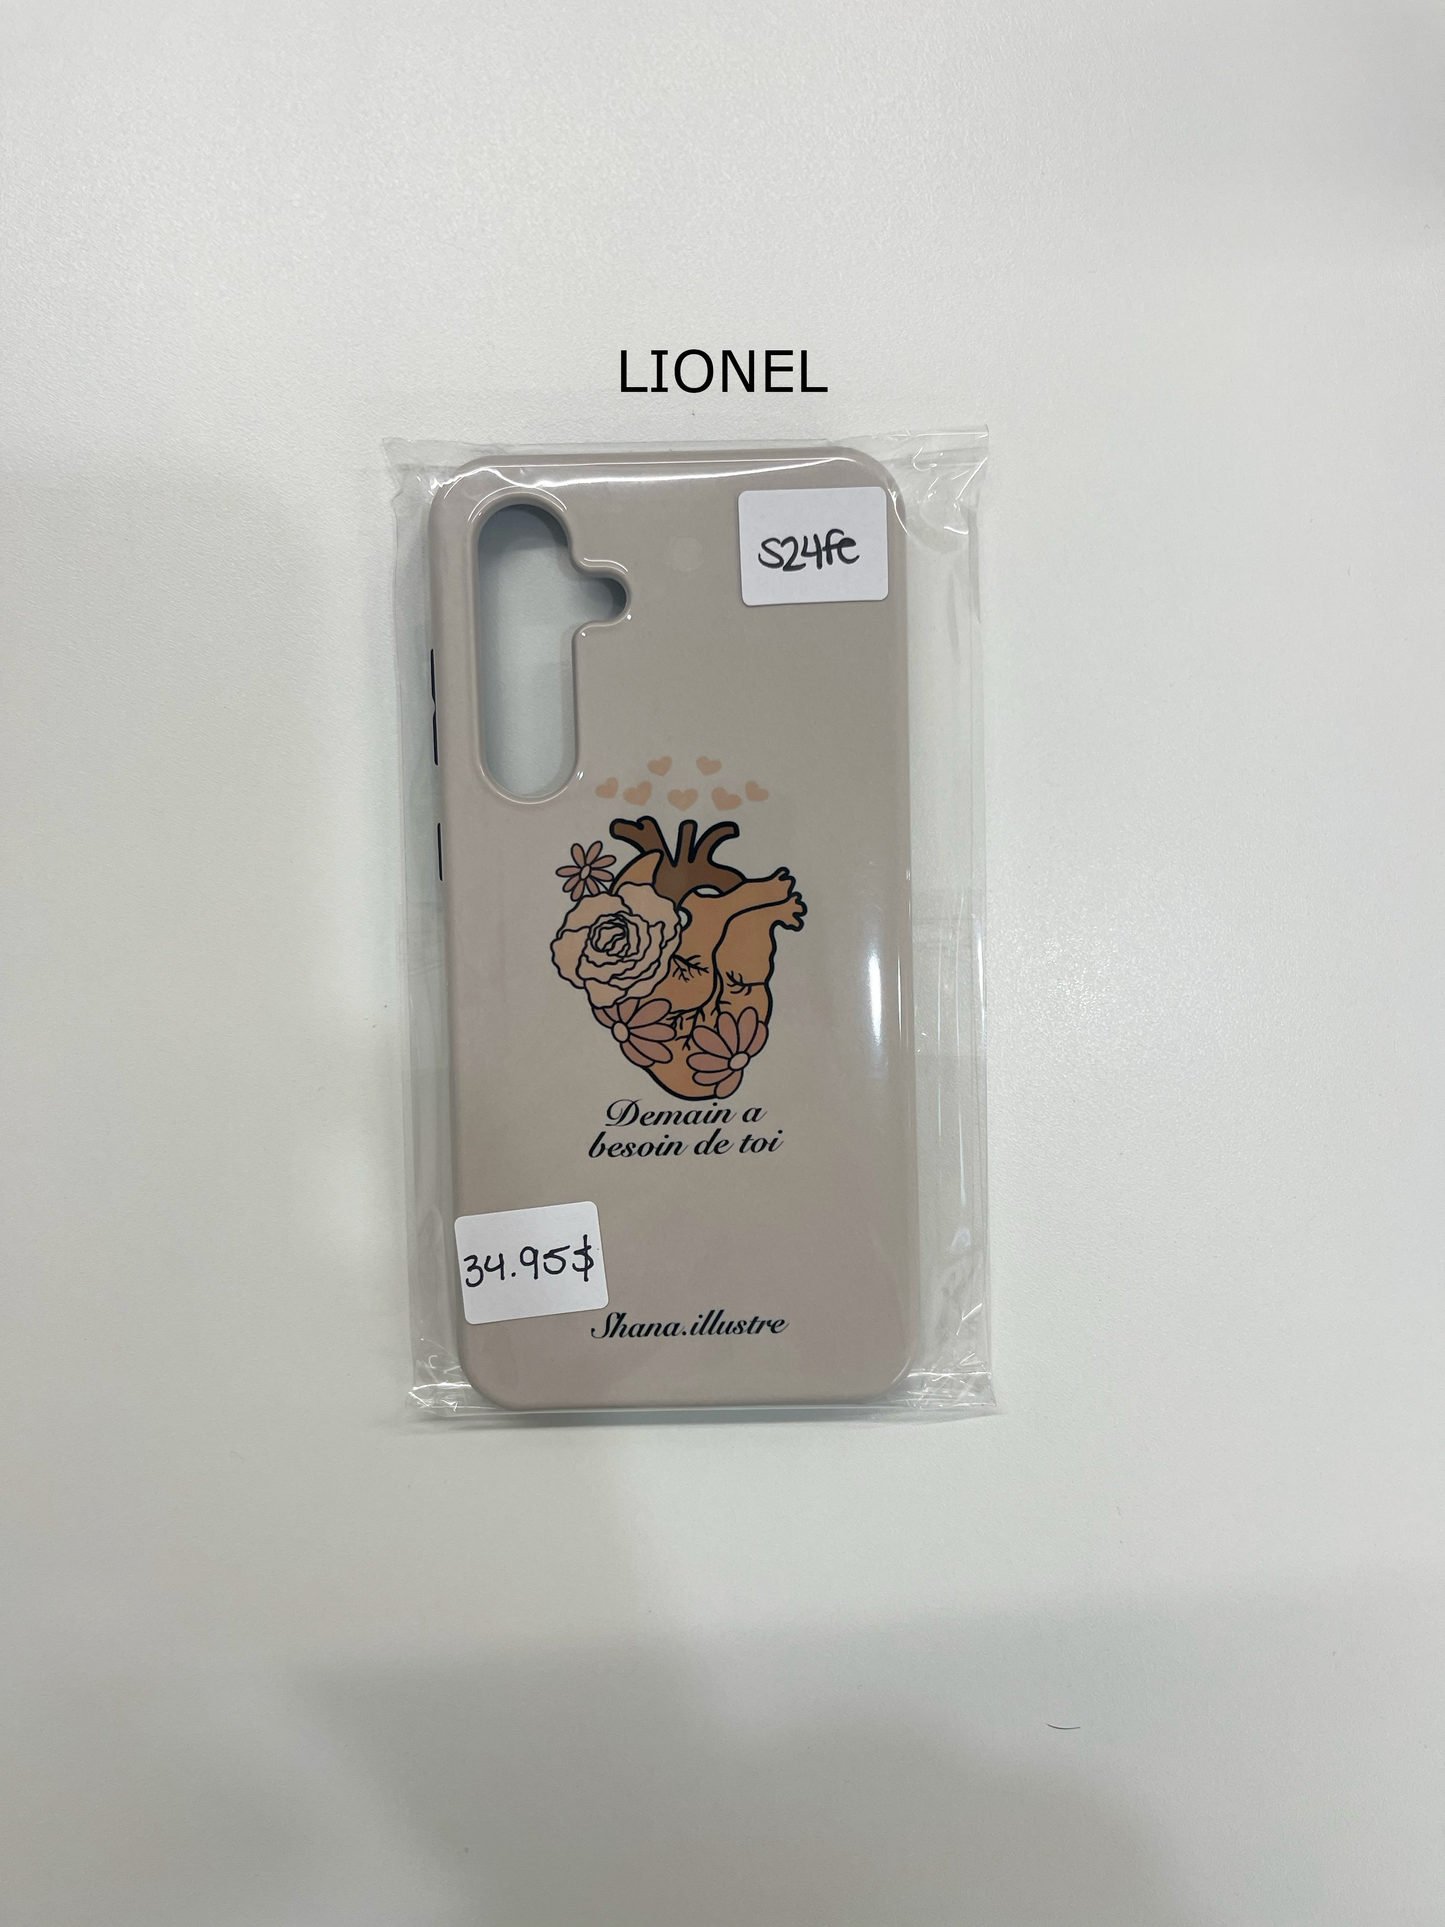 LIONEL
S24fe
Demain a
besoin de toi
34.95$
Shana.illustre